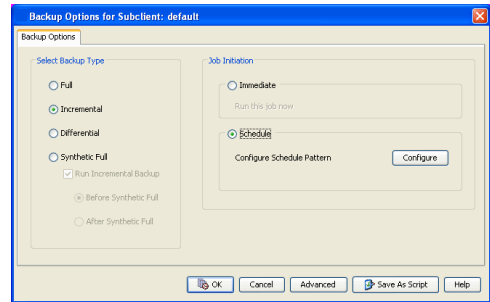 Backup Options for Subclient: default
Backup Options
Select Backup Type
Full
Incremental
Differential
Synthetic Full
Run Incremental Backup
Before Synthetic Full
After Synthetic Full
Job Initiation
Immediate
Run this job now
Schedule
Configure Schedule Pattern
Configure
OK
Cancel
Advanced
Save As Script
Help